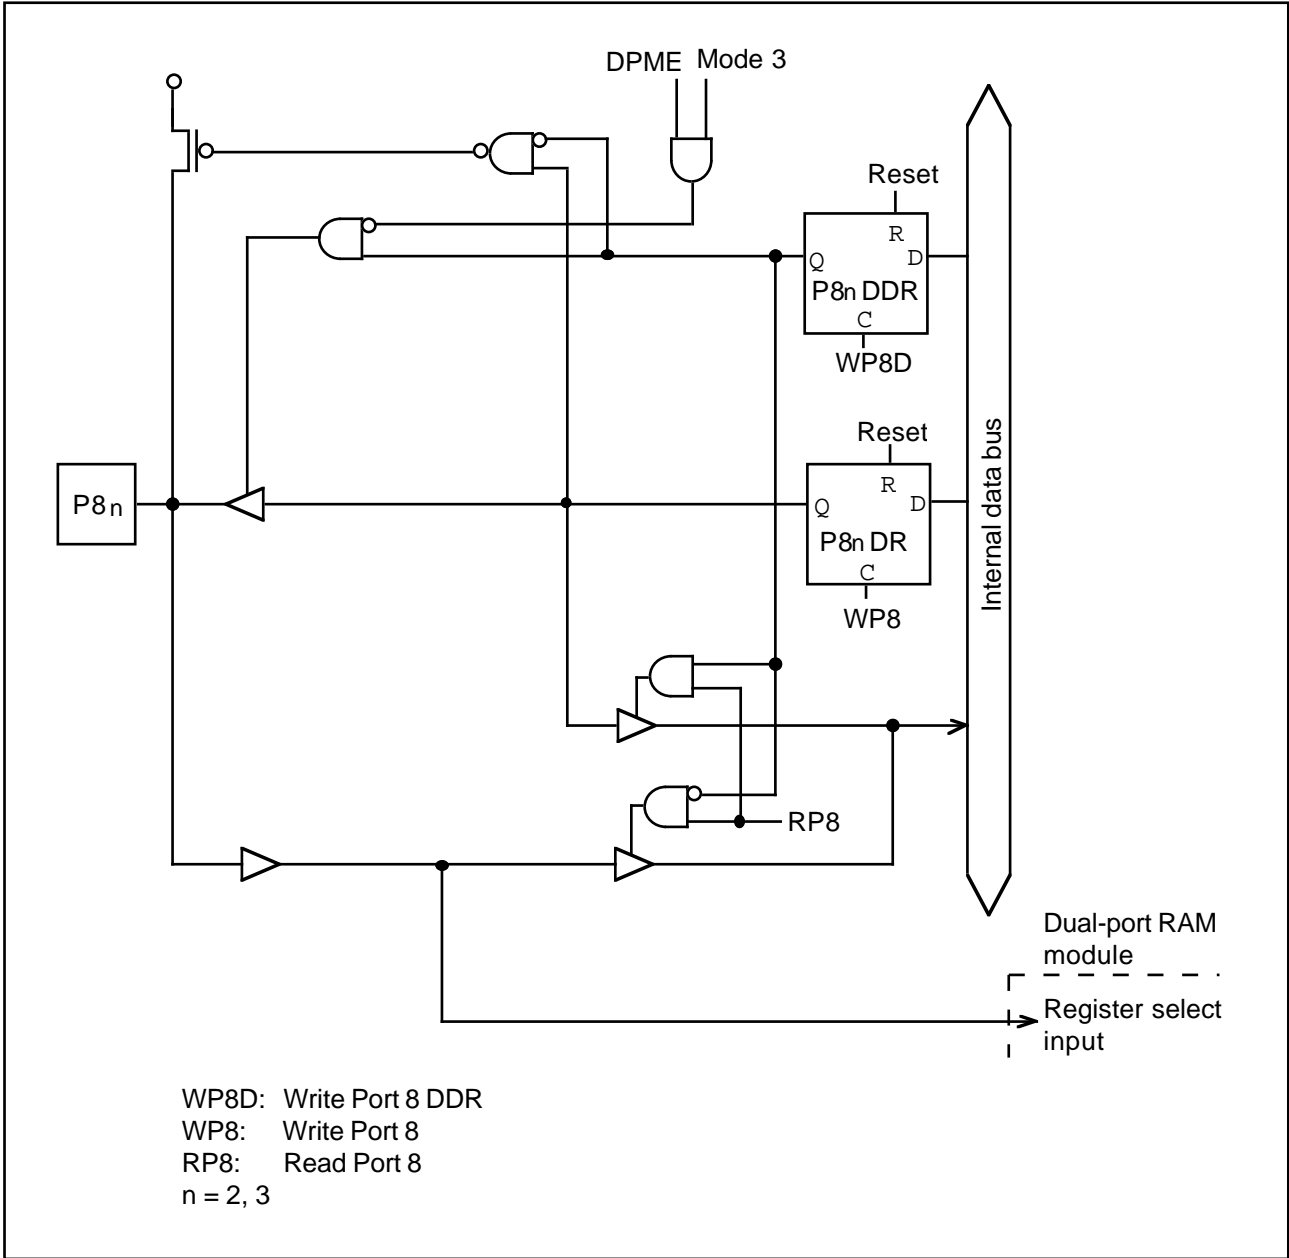 DPME Mode 3
Reset
R
Q D
P8n DDR
C
WP8D
Reset
R
Q D
P8n DR
C
WP8
P8n
Internal data bus
RP8
Dual-port RAM
module
Register select
input
WP8D: Write Port 8 DDR
WP8: Write Port 8
RP8: Read Port 8
n = 2, 3